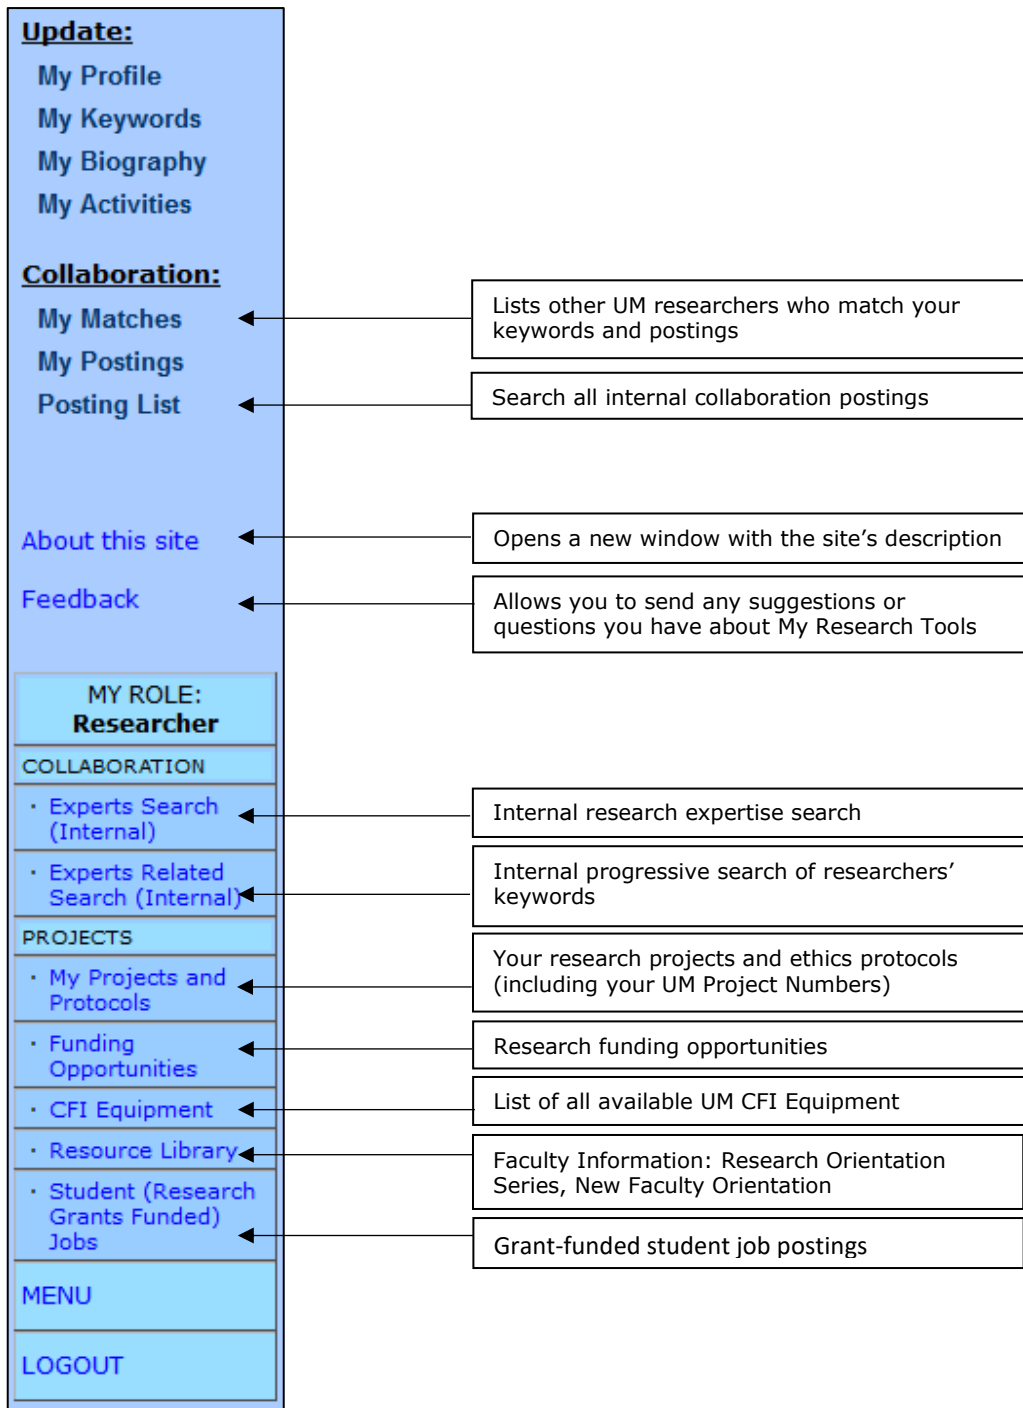 Update:
My Profile
My Keywords
My Biography
My Activities
Collaboration:
My Matches
My Postings
Posting List
Lists other UM researchers who match your
keywords and postings
Search all internal collaboration postings
About this site
Feedback
Opens a new window with the site’s description
Allows you to send any suggestions or
questions you have about My Research Tools
MY ROLE:
Researcher
COLLABORATION
· Experts Search
(Internal)
Internal research expertise search
· Experts Related
Search (Internal)
Internal progressive search of researchers’
keywords
PROJECTS
· My Projects and
Protocols
Your research projects and ethics protocols
(including your UM Project Numbers)
· Funding
Opportunities
Research funding opportunities
· CFI Equipment
List of all available UM CFI Equipment
· Resource Library
Faculty Information: Research Orientation
Series, New Faculty Orientation
· Student (Research
Grants Funded)
Jobs
Grant-funded student job postings
MENU
LOGOUT